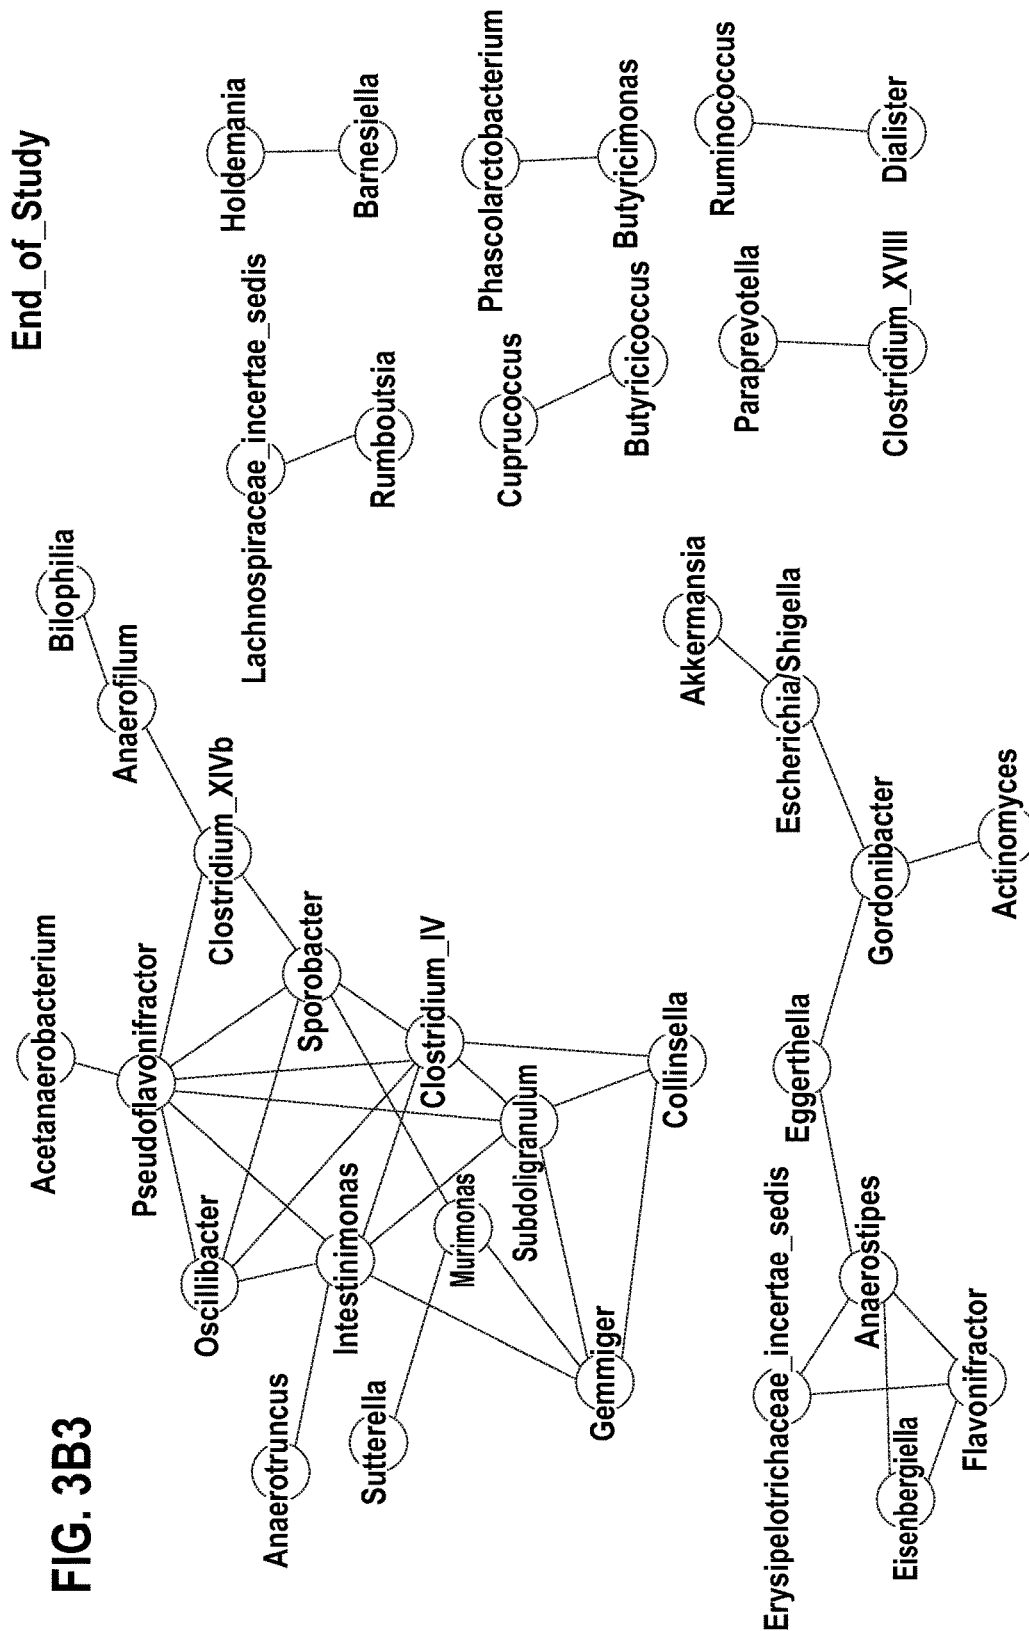 FIG. 3B3
End_of_Study
Acetanaerobacterium
Bilophilia
Pseudoflavonifractor
Anaerofilum
Oscillibacter
Clostridium_XIVb
Holdemania
Lachnospiraceae_incertae_sedis
Anaerotruncus
Sporobacter
Intestinimonas
Barnesiella
Rumboutsia
Sutterella
Clostridium_IV
Murimonas
Phascolarctobacterium
Cuprucoccus
Subdoligranulum
Gemmiger
Butyricimonas
Butyricicoccus
Collinsella
Akkermansia
Ruminococcus
Paraprevotella
Erysipelotrichaceae_incertae_sedis
Eggerthella
Escherichia/Shigella
Anaerostipes
Gordonibacter
Eisenbergiella
Clostridium_XVIII
Dialister
Flavonifractor
Actinomyces